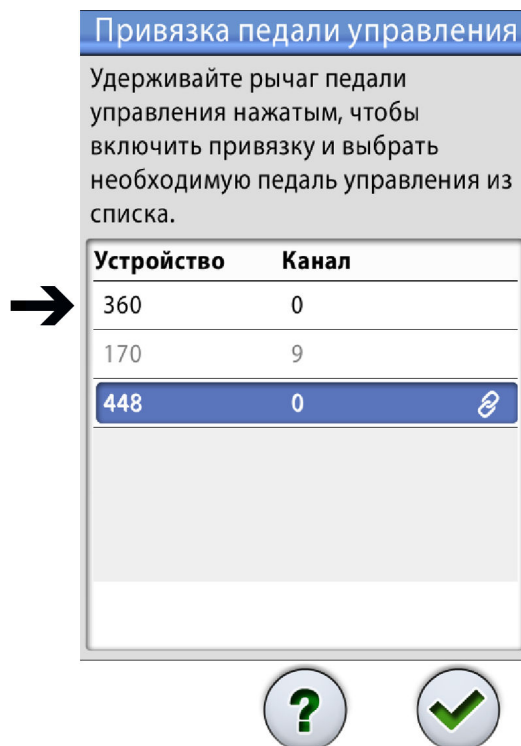 Привязка педали управления
Удерживайте рычаг педали
управления нажатым, чтобы
включить привязку и выбрать
необходимую педаль управления из
списка.
Устройство Канал
360 0
170 9
448 0
?